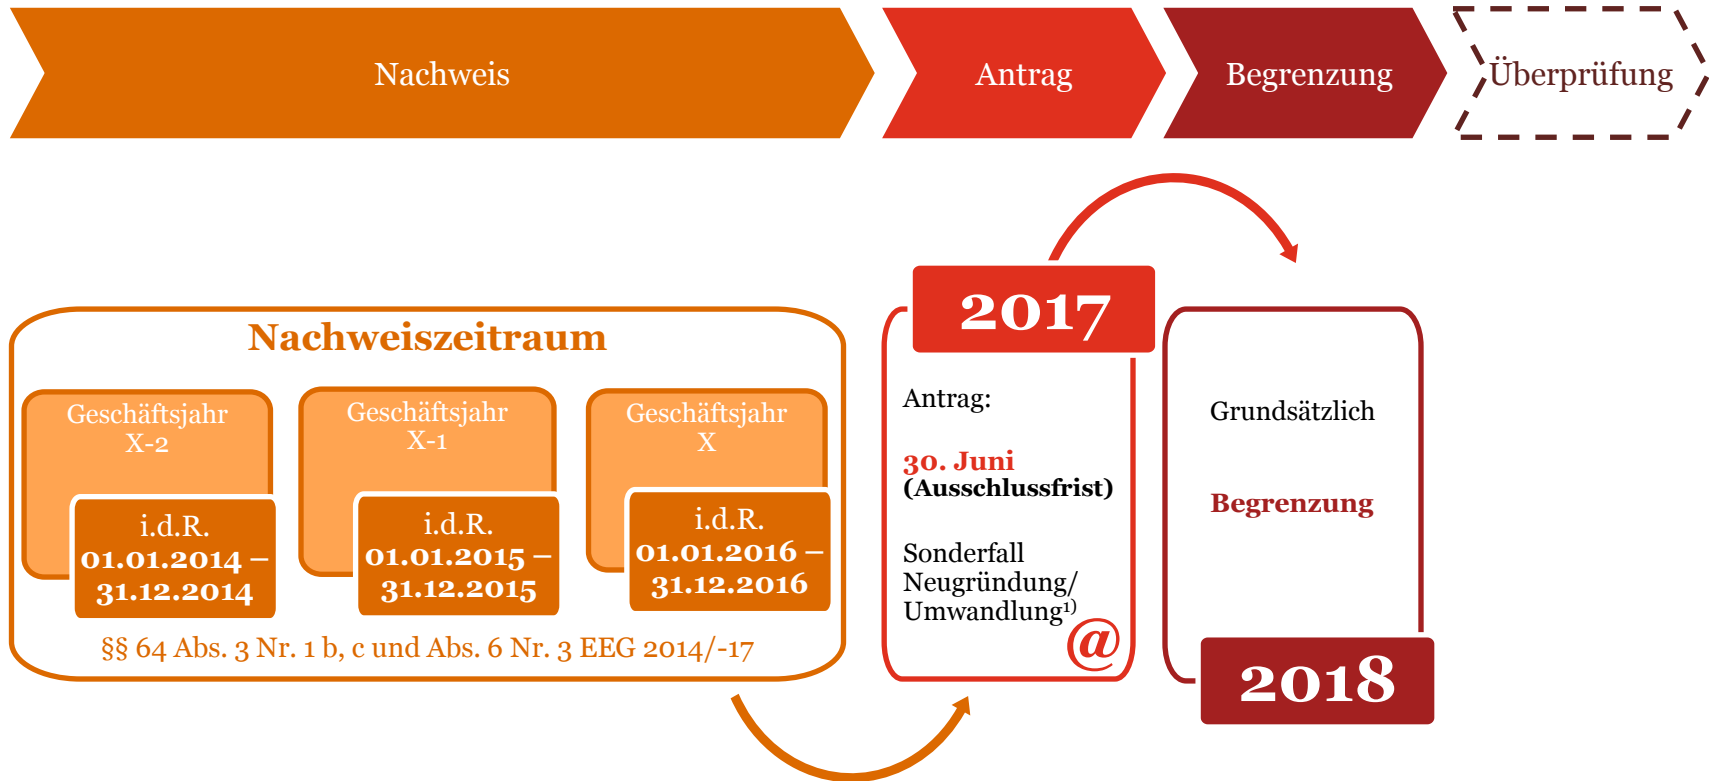 Nachweis
Antrag
Begrenzung
Überprüfung
Nachweiszeitraum
Geschäftsjahr
X-2
i.d.R.
01.01.2014 –
31.12.2014
Geschäftsjahr
X-1
i.d.R.
01.01.2015 –
31.12.2015
Geschäftsjahr
X
i.d.R.
01.01.2016 –
31.12.2016
§§ 64 Abs. 3 Nr. 1 b, c und Abs. 6 Nr. 3 EEG 2014/-17
2017
Antrag:
30. Juni
(Ausschlussfrist)
Sonderfall
Neugründung/
Umwandlung¹⁾
@
Grundsätzlich
Begrenzung
2018